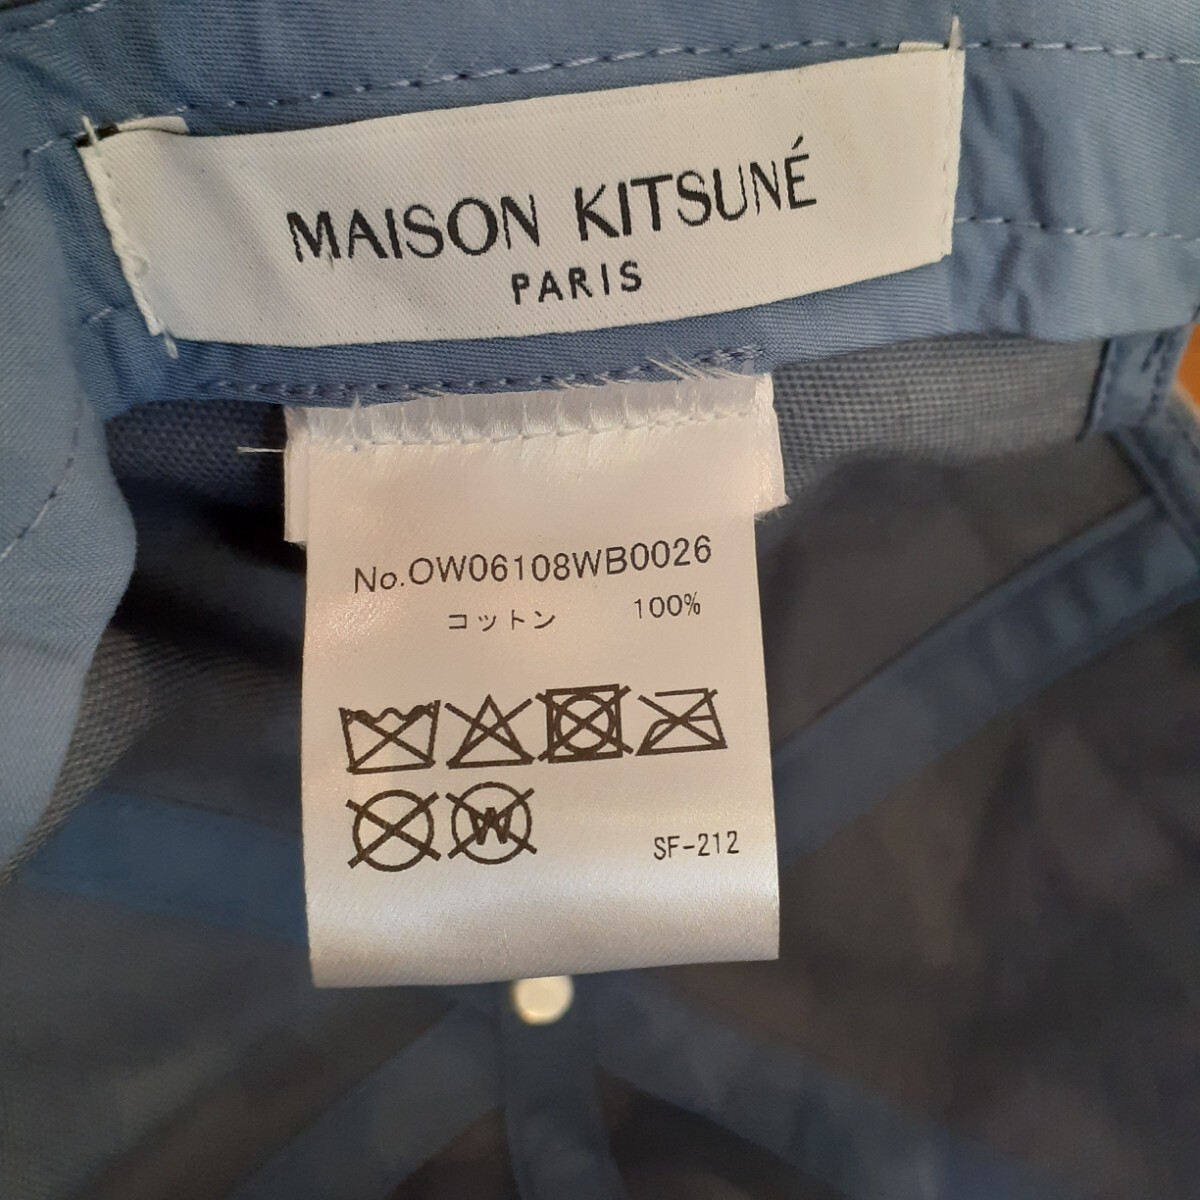 MAISON KITSUNÉ
PARIS
No.OW06108WB0026
コットン 100%
W
SF-212